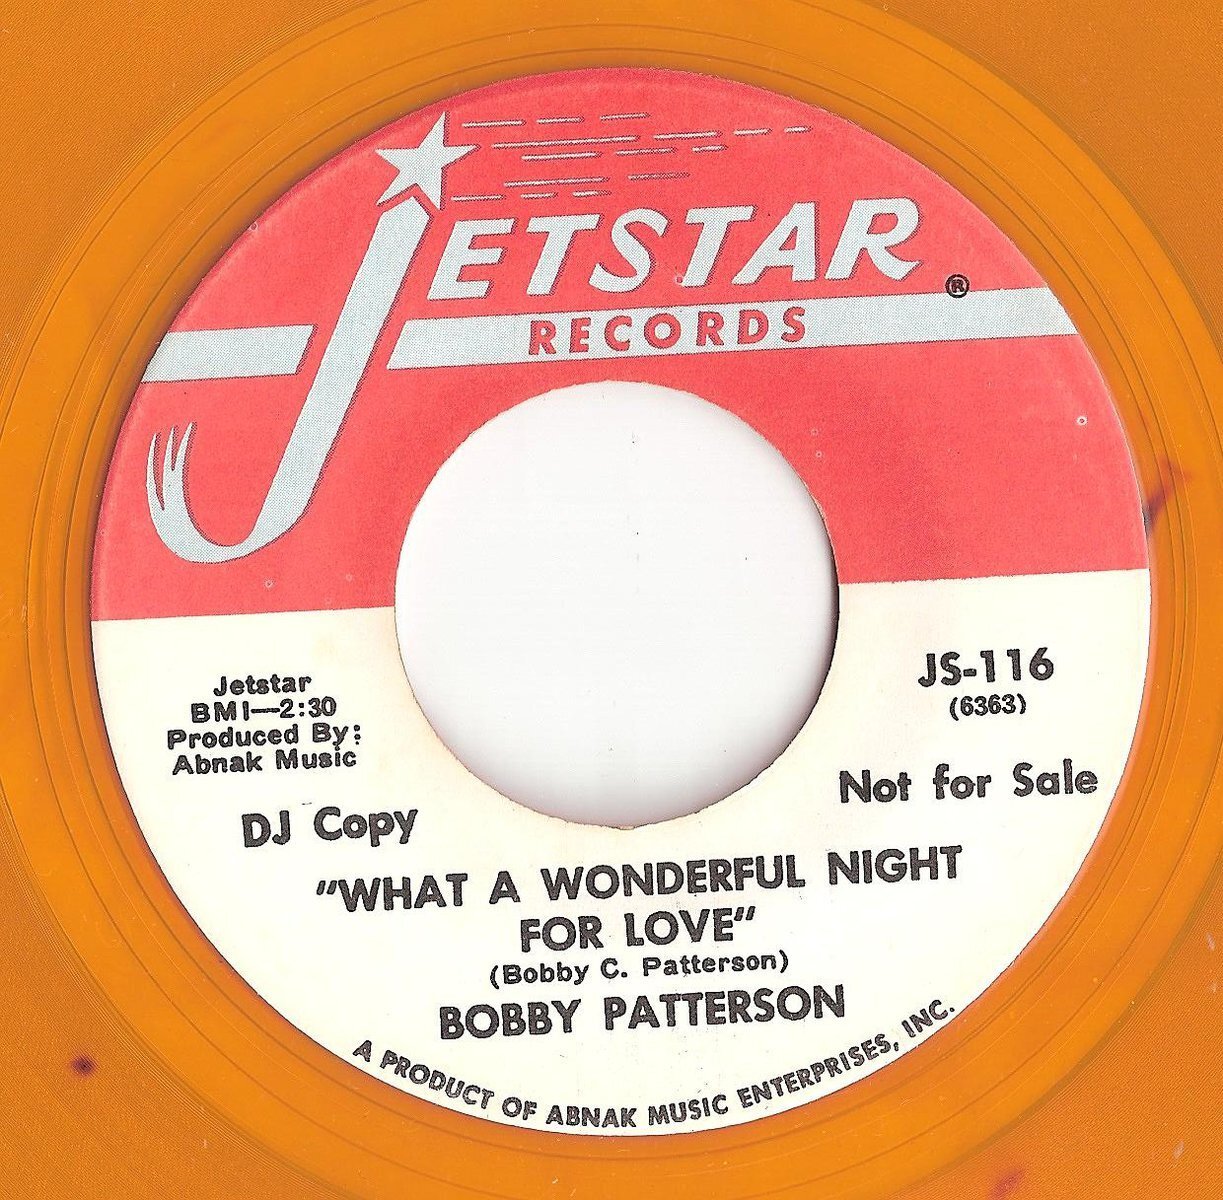 JETSTAR ®
RECORDS
Jetstar
BMI—2:30
Produced By:
Abnak Music
JS-116
(6363)
DJ Copy
Not for Sale
"WHAT A WONDERFUL NIGHT
FOR LOVE"
(Bobby C. Patterson)
BOBBY PATTERSON
A PRODUCT OF ABNAK MUSIC ENTERPRISES, INC.